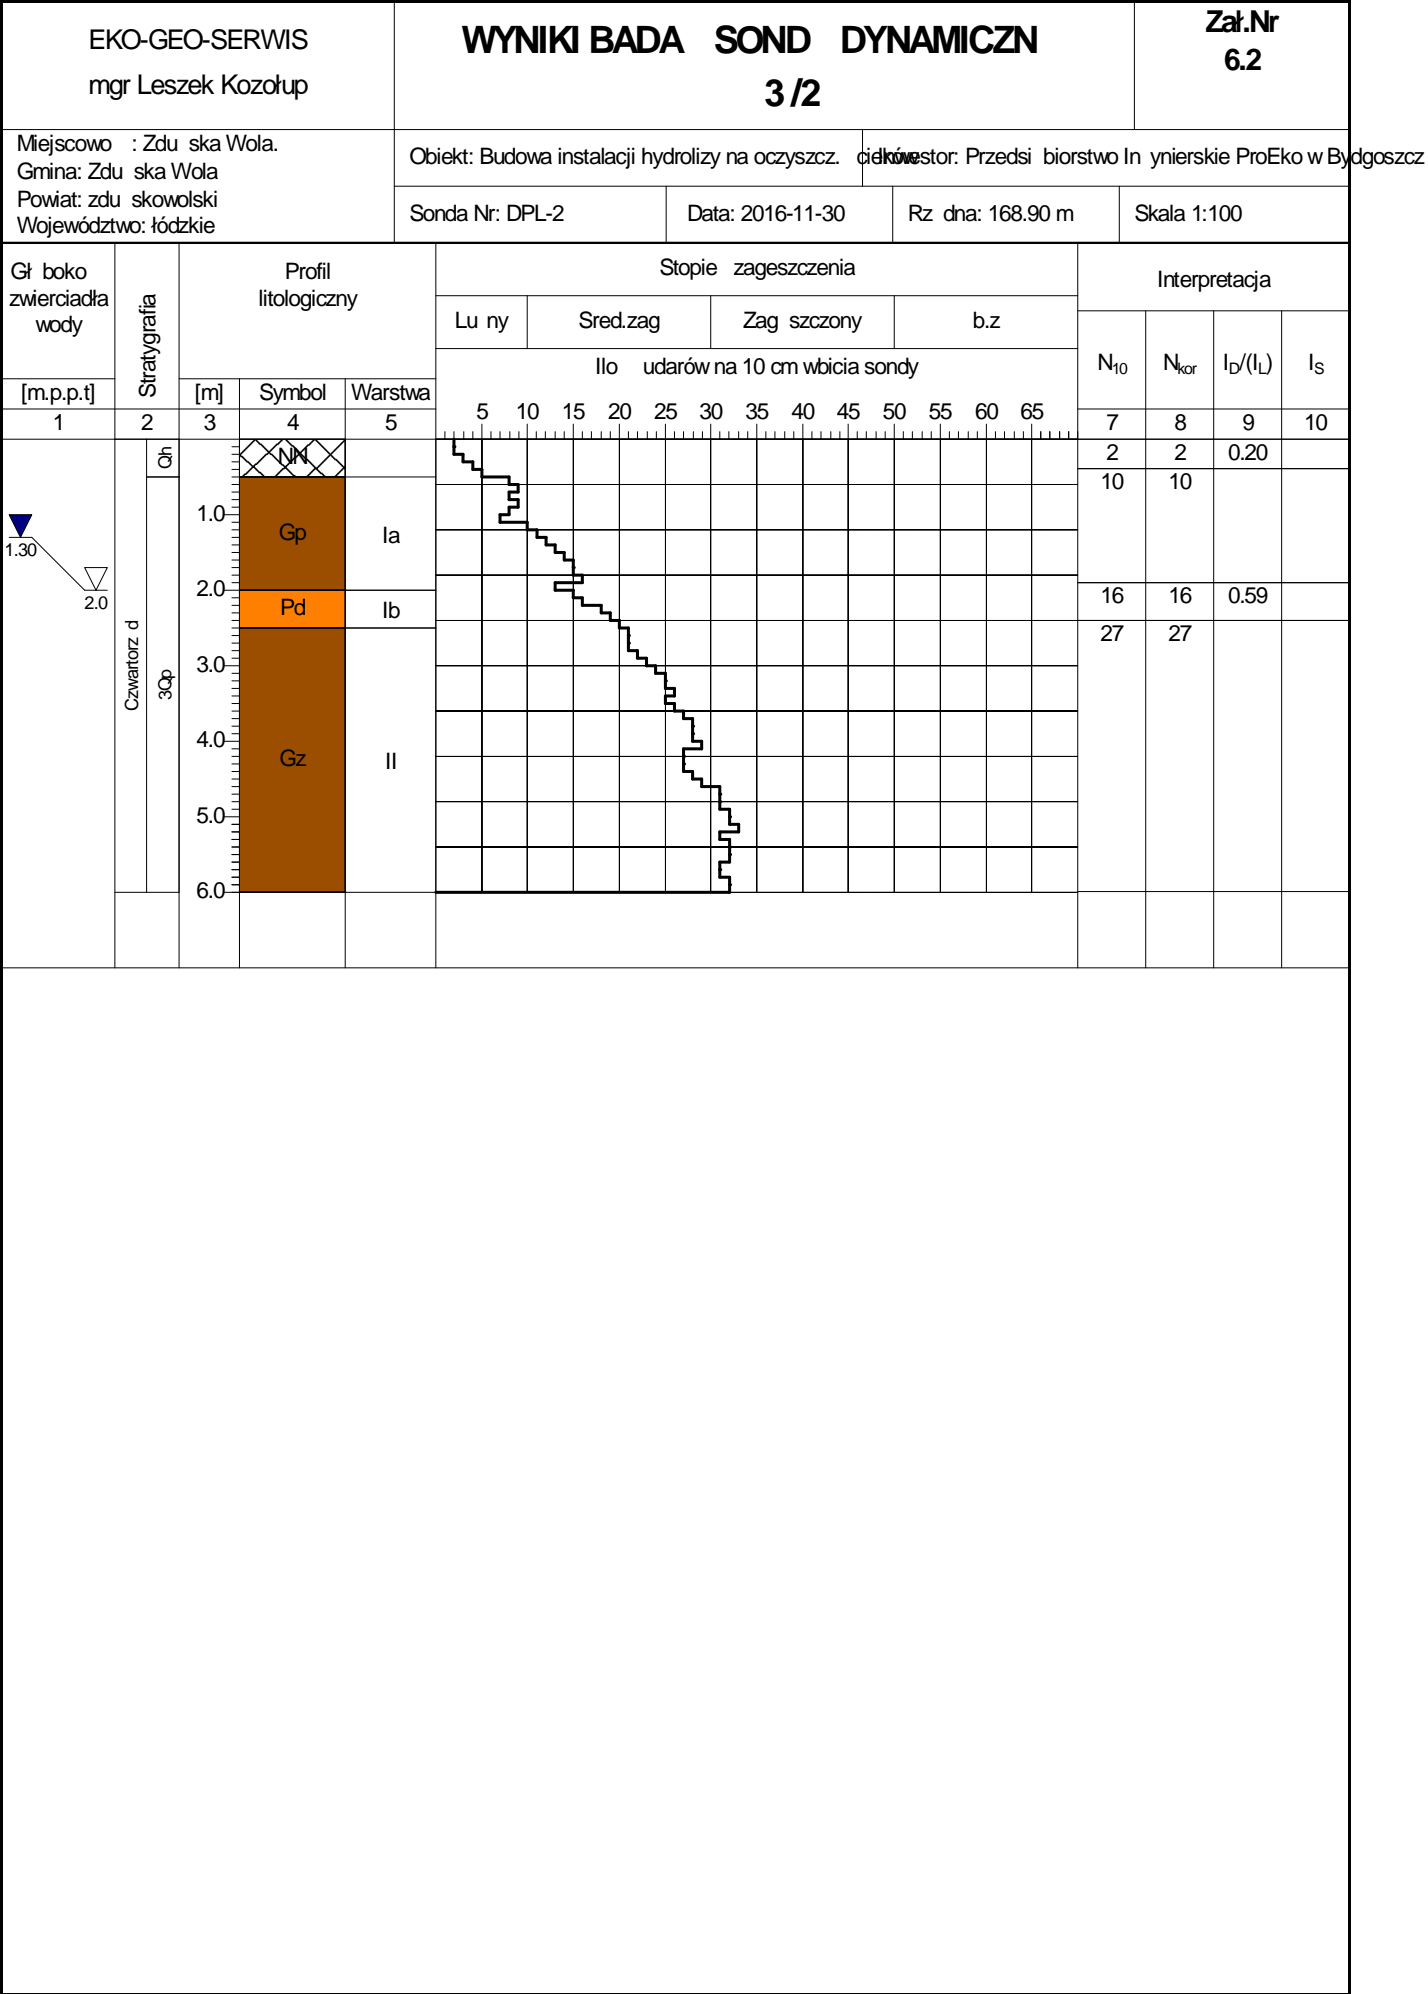 EKO-GEO-SERWIS
mgr Leszek Kozołup
WYNIKI BADA SOND DYNAMICZN
3 /2
Zał.Nr
6.2
Miejscowo : Zdu ska Wola.
Gmina: Zdu ska Wola
Powiat: zdu skowolski
Województwo: łódzkie
Obiekt: Budowa instalacji hydrolizy na oczyszcz. cieków
Inwestor: Przedsi biorstwo In ynierskie ProEko w Bydgoszcz
Sonda Nr: DPL-2
Data: 2016-11-30
Rz dna: 168.90 m
Skala 1:100
Gł boko
zwierciadła
wody
[m.p.p.t]
Stratygrafia
Profil
litologiczny
[m]
Symbol
Warstwa
Stopie zageszczenia
Lu ny
Sred.zag
Zag szczony
b.z
Ilo udarów na 10 cm wbicia sondy
5 10 15 20 25 30 35 40 45 50 55 60 65
Interpretacja
N10
Nkor
ID/(IL)
IS
1 2 3 4 5 7 8 9 10
Qh
NN
2 2 0.20
10 10
1.0
Gp
Ia
1.30
2.0
2.0
Pd
Ib
16 16 0.59
27 27
Czwartorz d
3Qp
3.0
4.0
Gz
II
5.0
6.0